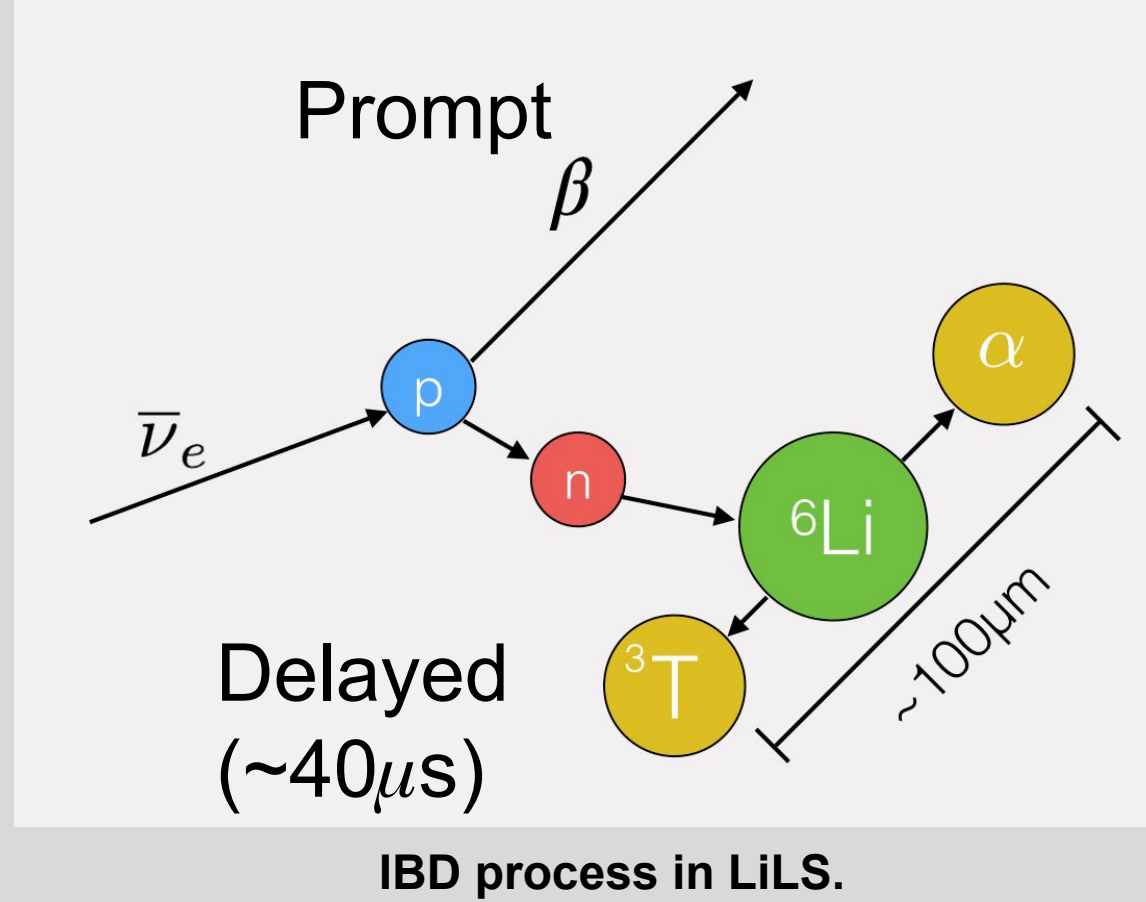 Prompt
β
ν̅ₑ
p
n
⁶Li
α
³T
~100μm
Delayed
(~40μs)
IBD process in LiLS.